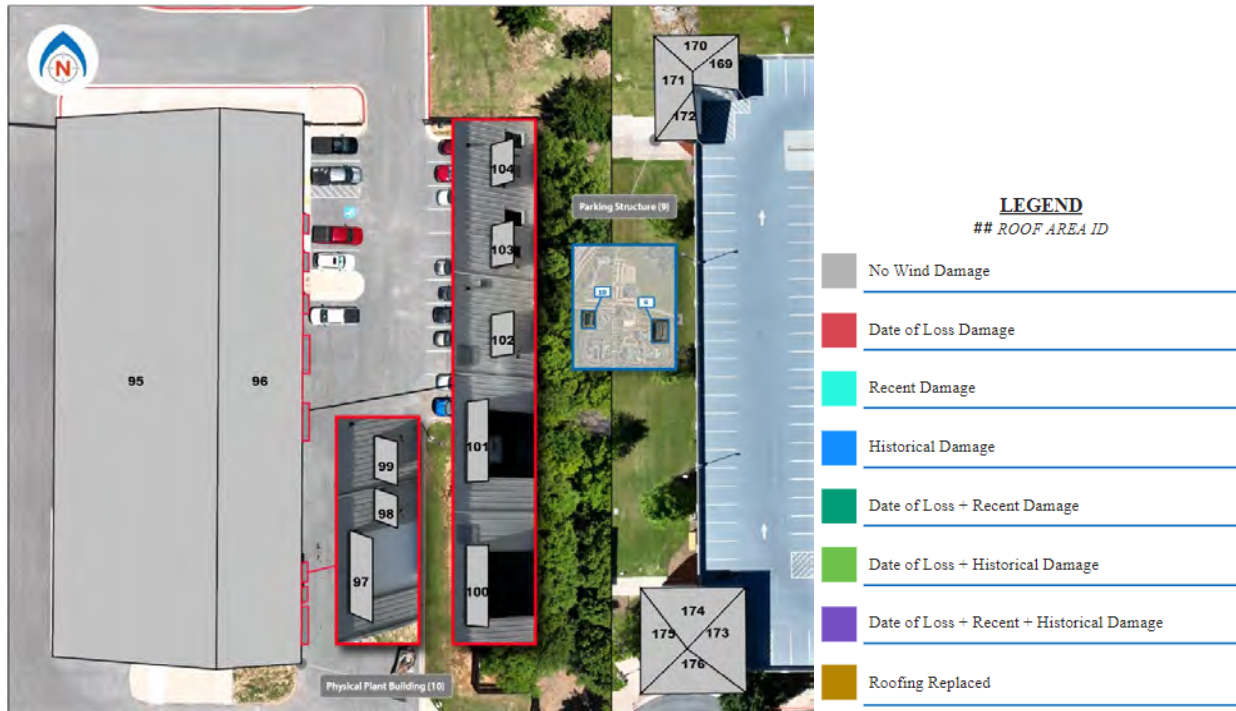 N
170
169
171
172
104
103
Parking Structure (9)
10
9
102
95
96
101
99
98
97
100
174
175
173
176
Physical Plant Building (10)
LEGEND
## ROOF AREA ID
No Wind Damage
Date of Loss Damage
Recent Damage
Historical Damage
Date of Loss + Recent Damage
Date of Loss + Historical Damage
Date of Loss + Recent + Historical Damage
Roofing Replaced